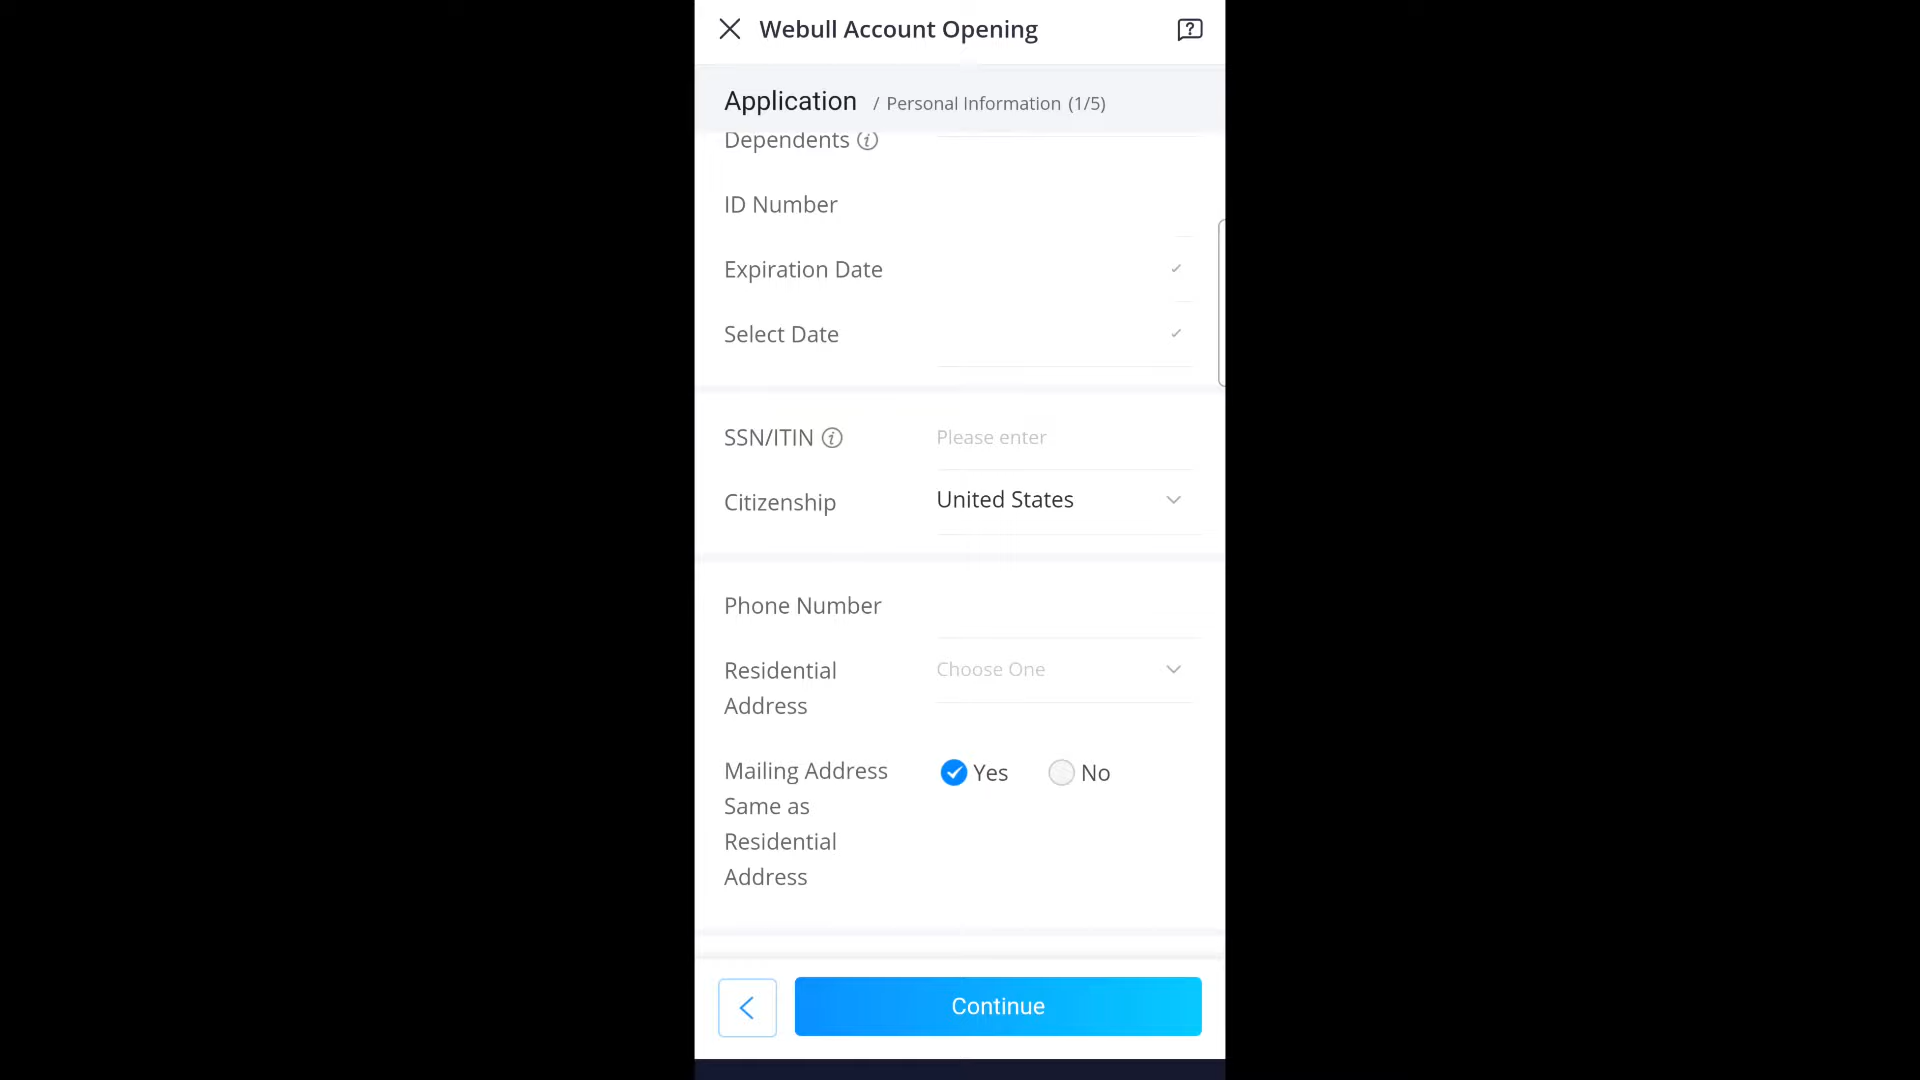 Webull Account Opening
Application / Personal Information (1/5)
Dependents
ID Number
Expiration Date
Select Date
SSN/ITIN Please enter
Citizenship United States
Phone Number
Residential Address Choose One
Mailing Address Same as Residential Address Yes No
Continue